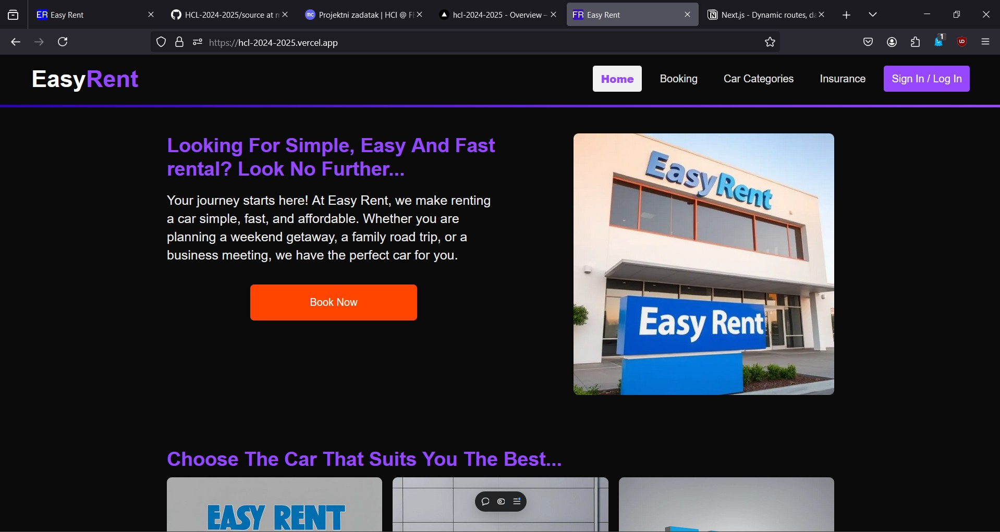 Easy Rent
HCL-2024-2025/source at m
Projektni zadatak | HCI @ FE
hcl-2024-2025 - Overview –
Easy Rent
Next.js - Dynamic routes, da
https://hcl-2024-2025.vercel.app
1
EasyRent
Home
Booking
Car Categories
Insurance
Sign In / Log In
Looking For Simple, Easy And Fast
rental? Look No Further...
Your journey starts here! At Easy Rent, we make renting
a car simple, fast, and affordable. Whether you are
planning a weekend getaway, a family road trip, or a
business meeting, we have the perfect car for you.
Book Now
EasyRent
Easy Rent
Choose The Car That Suits You The Best...
EASY RENT